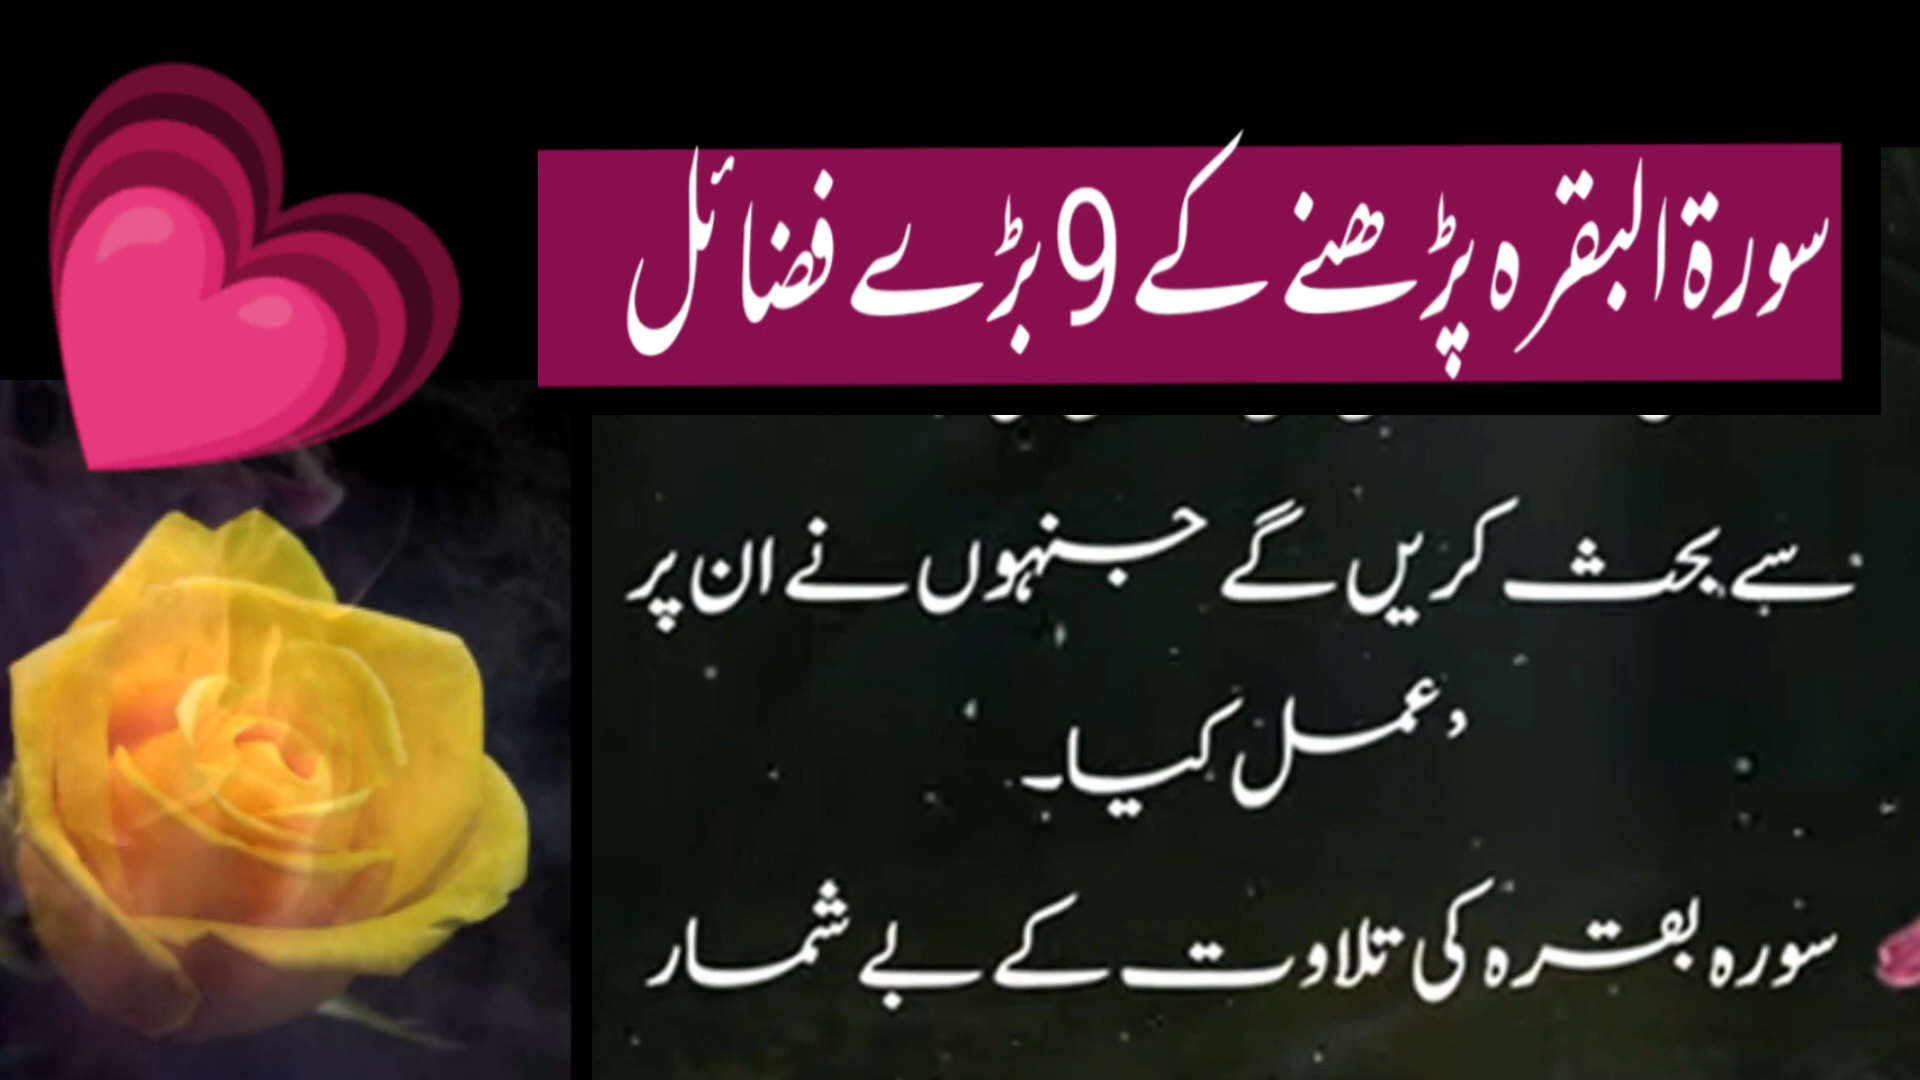 سورۃ البقرہ پڑھنے کے 9 بڑے فضائل
سے بحث کریں گے جنہوں نے ان پر
عمل کیا۔
سورہ بقرہ کی تلاوت کے بے شمار